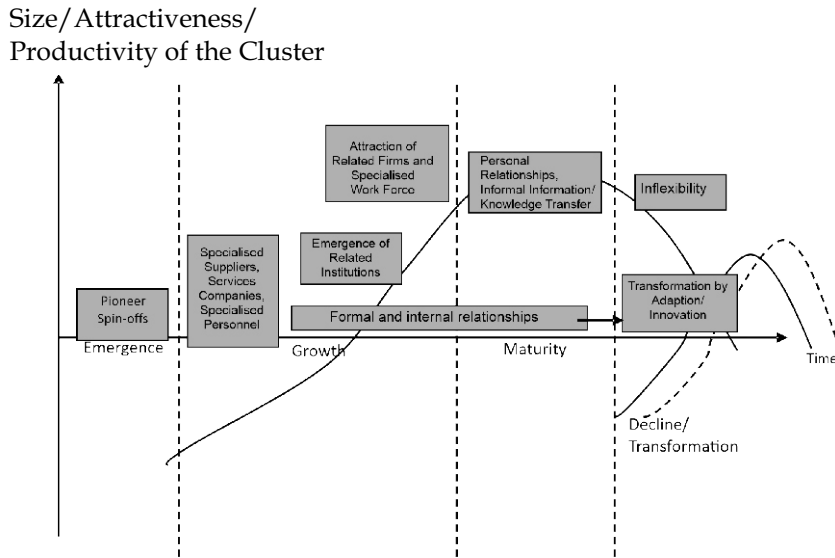 Size/Attractiveness/
Productivity of the Cluster
Attraction of
Related Firms and
Specialised
Work Force
Personal
Relationships,
Informal Information/
Knowledge Transfer
Inflexibility
Specialised
Suppliers,
Services
Companies,
Specialised
Personnel
Emergence of
Related
Institutions
Pioneer
Spin-offs
Formal and internal relationships
Transformation by
Adaption/
Innovation
Emergence
Growth
Maturity
Time
Decline/
Transformation